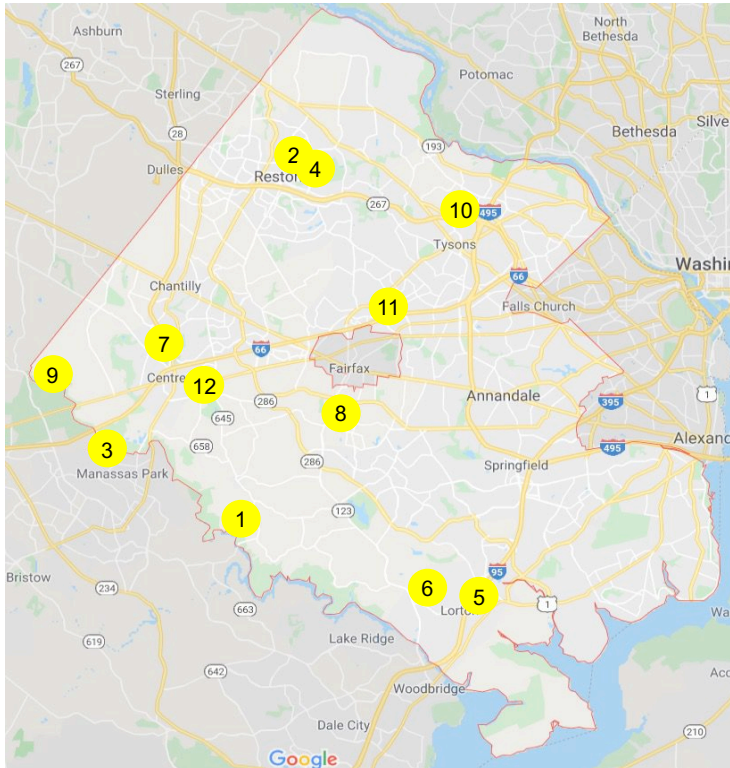 Ashburn
North
Bethesda
267
Potomac
Sterling
Silve
28
Bethesda
193
2
Dulles
4
Resto
267
10
495
Tysons
Washi
66
Chantilly
Falls Church
11
7
66
Fairfax
9
Centre
12
Annandale
1
286
395
8
645
Alexan
658
495
3
286
Springfield
Manassas Park
123
1
95
Bristow
6
5
234
1
Lorto
663
Wa
Lake Ridge
619
642
Acc
Woodbridge
Dale City
210
Google